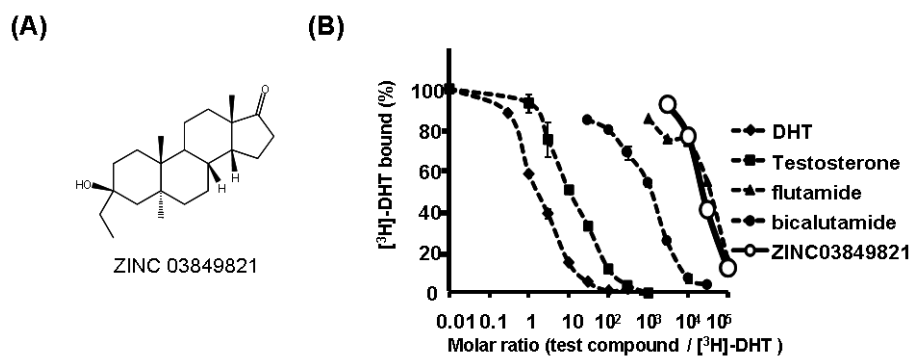 (A)
(B)
O
HO
H
H
ZINC 03849821
[³H]-DHT bound (%)
100
80
60
40
20
0
0.01 0.1 1 10 10² 10³ 10⁴ 10⁵
Molar ratio (test compound / [³H]-DHT )
DHT
Testosterone
flutamide
bicalutamide
ZINC03849821